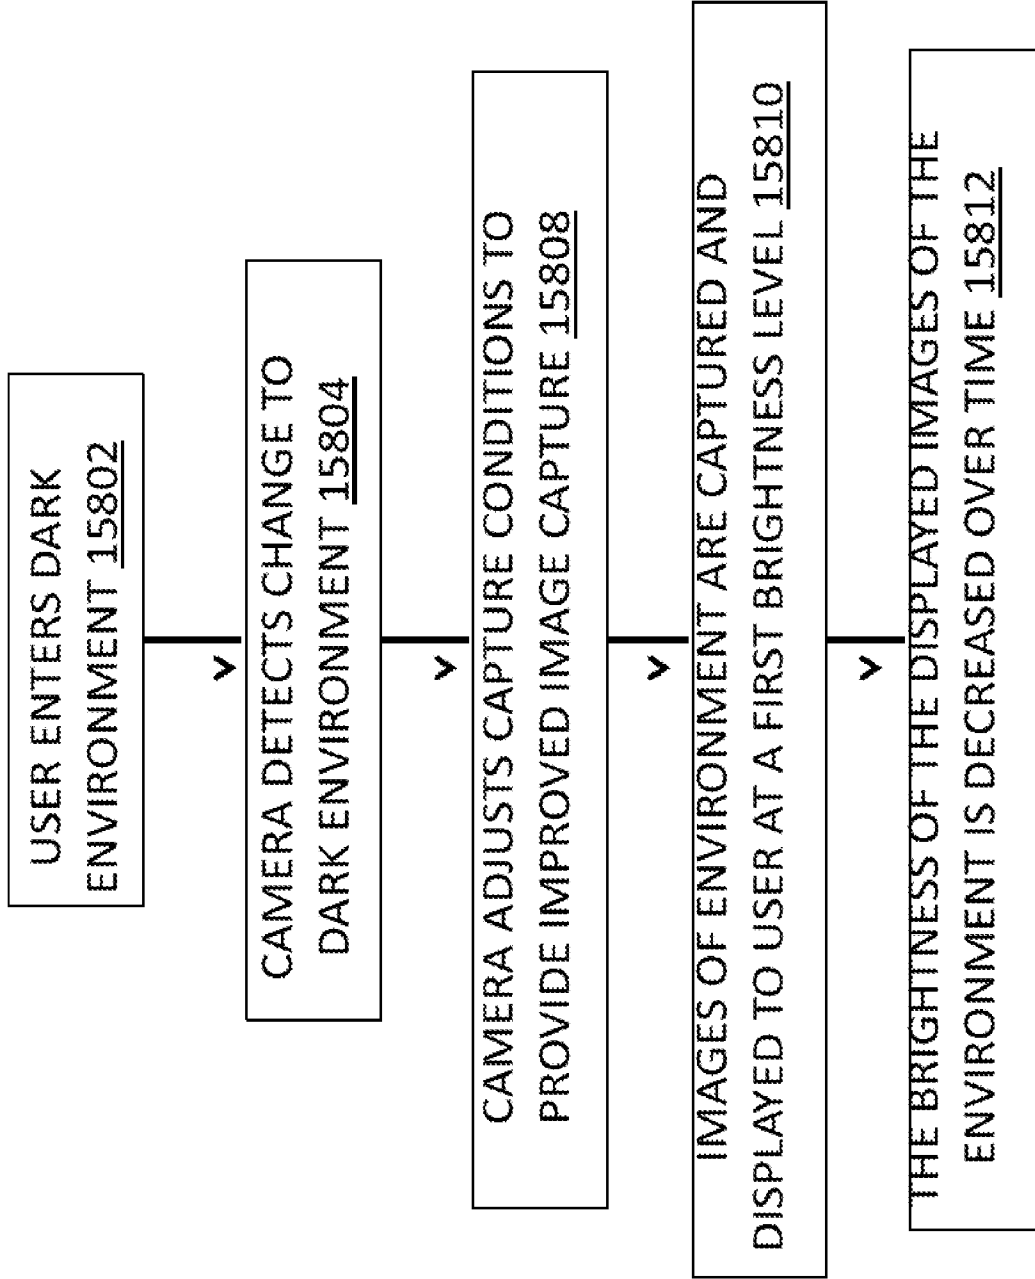 USER ENTERS DARK
ENVIRONMENT 15802
CAMERA DETECTS CHANGE TO
DARK ENVIRONMENT 15804
CAMERA ADJUSTS CAPTURE CONDITIONS TO
PROVIDE IMPROVED IMAGE CAPTURE 15808
IMAGES OF ENVIRONMENT ARE CAPTURED AND
DISPLAYED TO USER AT A FIRST BRIGHTNESS LEVEL 15810
THE BRIGHTNESS OF THE DISPLAYED IMAGES OF THE
ENVIRONMENT IS DECREASED OVER TIME 15812